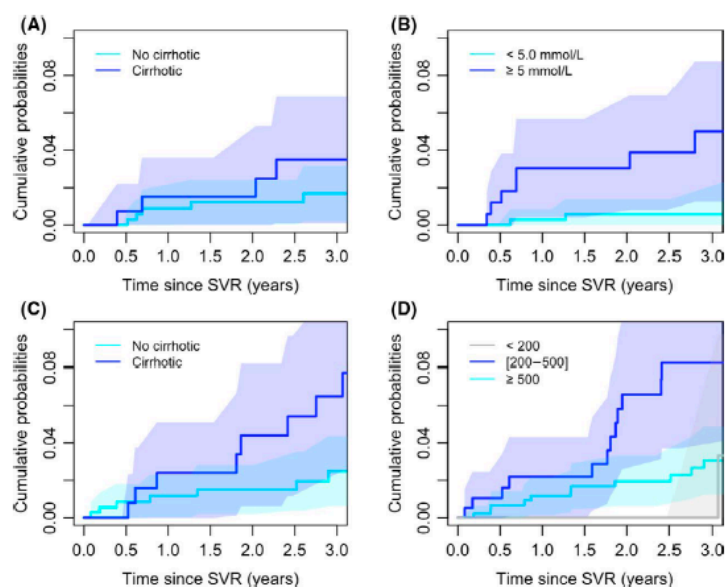 (A)
No cirrhotic
Cirrhotic
Cumulative probabilities
0.00 0.04 0.08
0.0 0.5 1.0 1.5 2.0 2.5 3.0
Time since SVR (years)
(B)
< 5.0 mmol/L
≥ 5 mmol/L
Cumulative probabilities
0.00 0.04 0.08
0.0 0.5 1.0 1.5 2.0 2.5 3.0
Time since SVR (years)
(C)
No cirrhotic
Cirrhotic
Cumulative probabilities
0.00 0.04 0.08
0.0 0.5 1.0 1.5 2.0 2.5 3.0
Time since SVR (years)
(D)
< 200
[200−500]
≥ 500
Cumulative probabilities
0.00 0.04 0.08
0.0 0.5 1.0 1.5 2.0 2.5 3.0
Time since SVR (years)